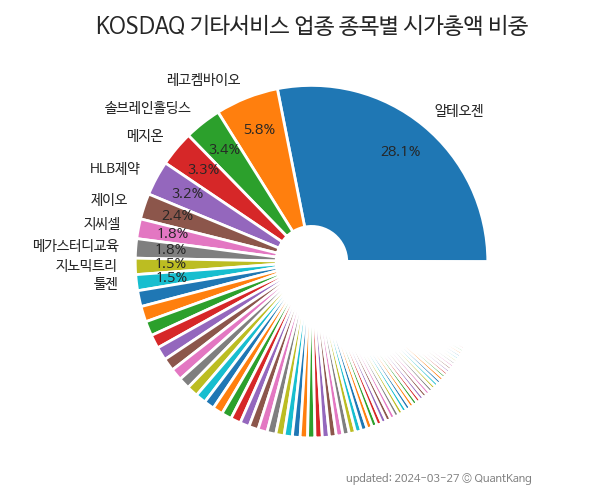 KOSDAQ 기타서비스 업종 종목별 시가총액 비중
레고켐바이오
알테오젠
솔브레인홀딩스
메지온
HLB제약
제이오
지씨셀
메가스터디교육
지노믹트리
툴젠
28.1%
5.8%
3.4%
3.3%
3.2%
2.4%
1.8%
1.8%
1.5%
1.5%
updated: 2024-03-27 © QuantKang